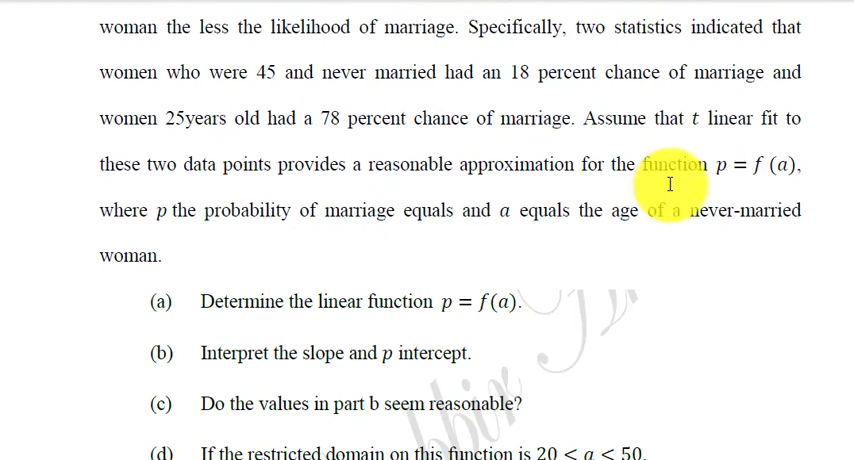 woman the less the likelihood of marriage. Specifically, two statistics indicated that
women who were 45 and never married had an 18 percent chance of marriage and
women 25years old had a 78 percent chance of marriage. Assume that t linear fit to
these two data points provides a reasonable approximation for the function p = f (a),
where p the probability of marriage equals and a equals the age of a never-married
woman.
(a) Determine the linear function p = f(a).
(b) Interpret the slope and p intercept.
(c) Do the values in part b seem reasonable?
(d) If the restricted domain on this function is 20 < a < 50,